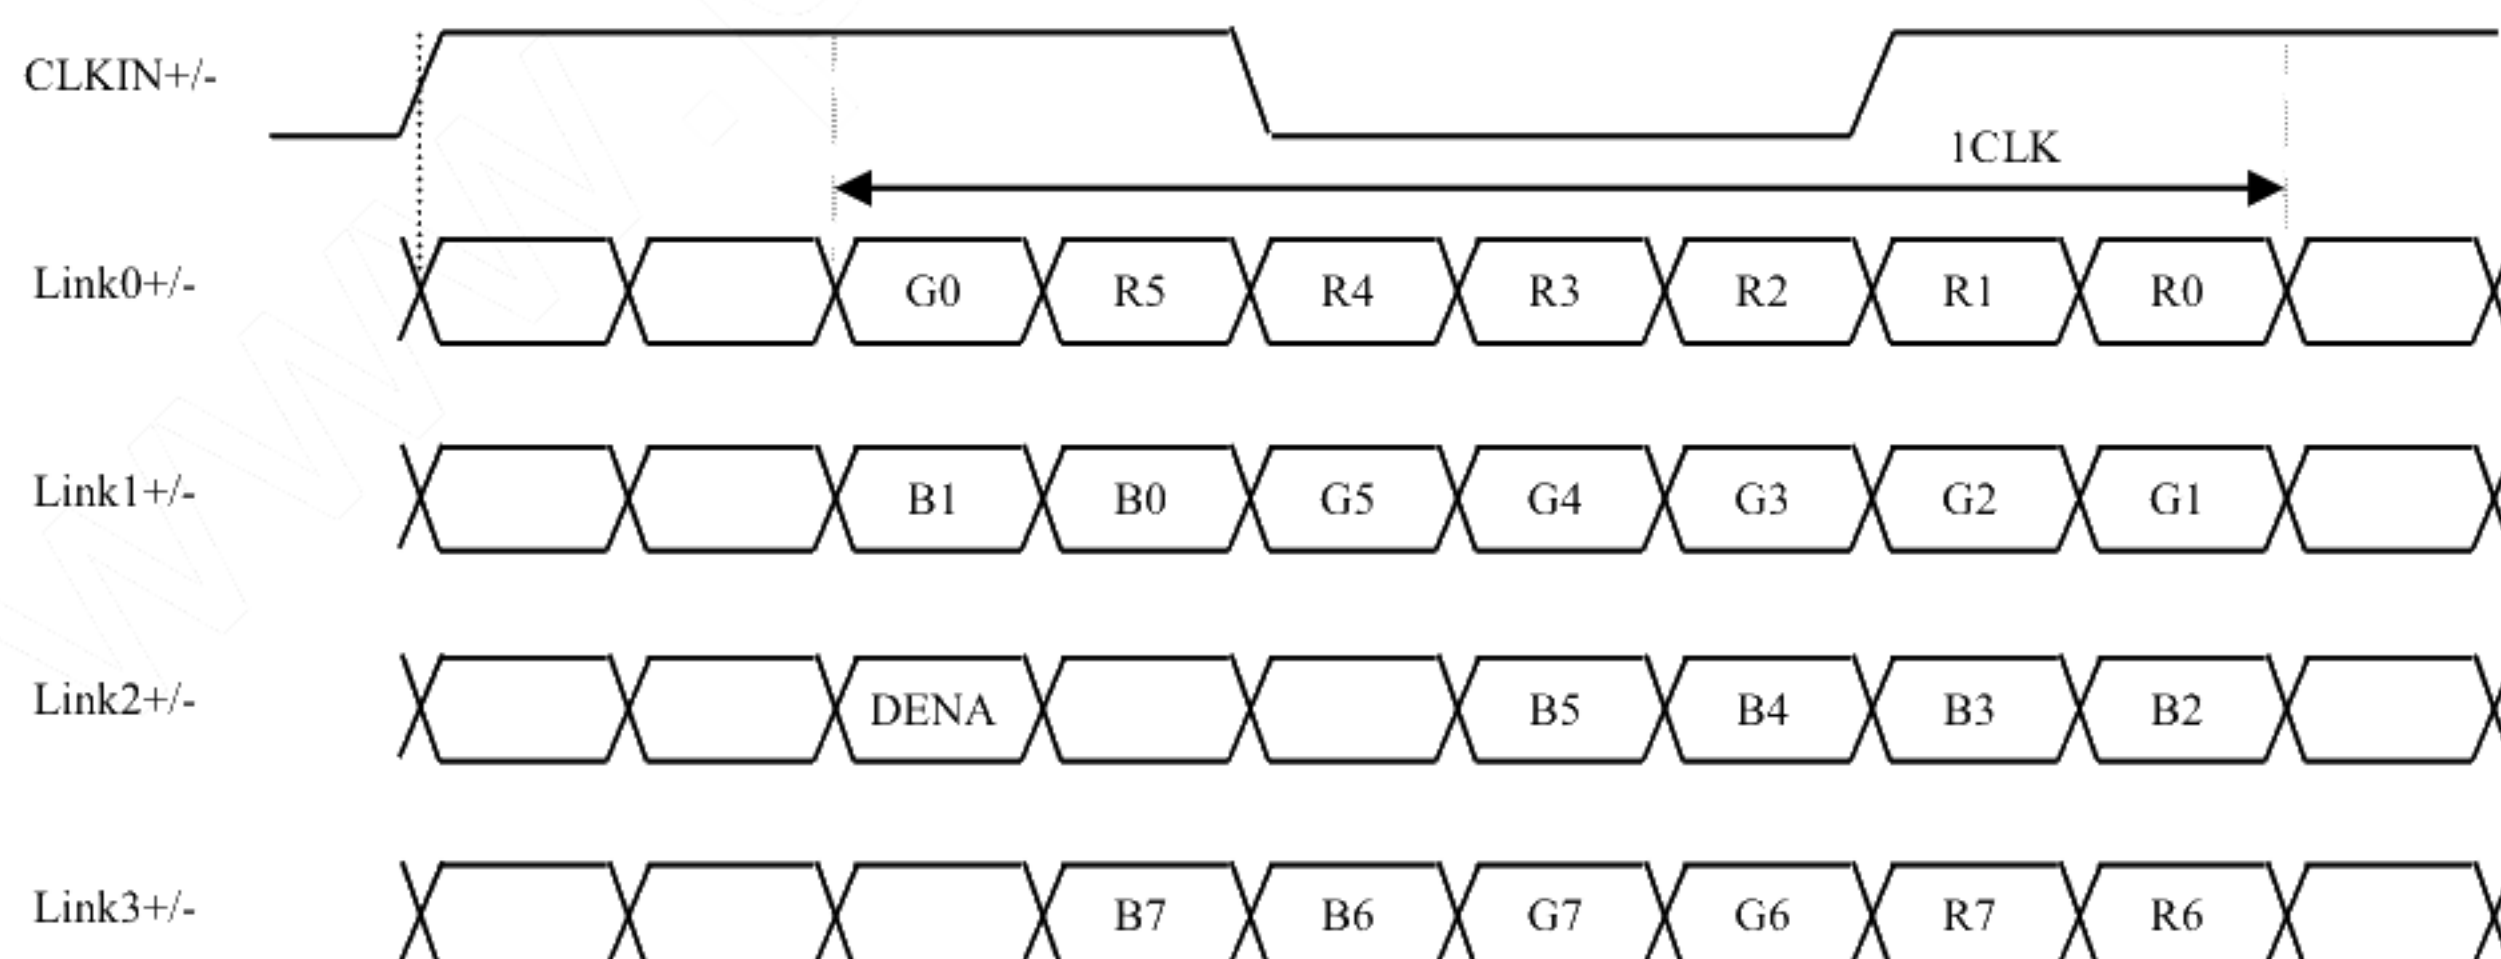 CLKIN+/-
1CLK
Link0+/- G0 R5 R4 R3 R2 R1 R0
Link1+/- B1 B0 G5 G4 G3 G2 G1
Link2+/- DENA B5 B4 B3 B2
Link3+/- B7 B6 G7 G6 R7 R6